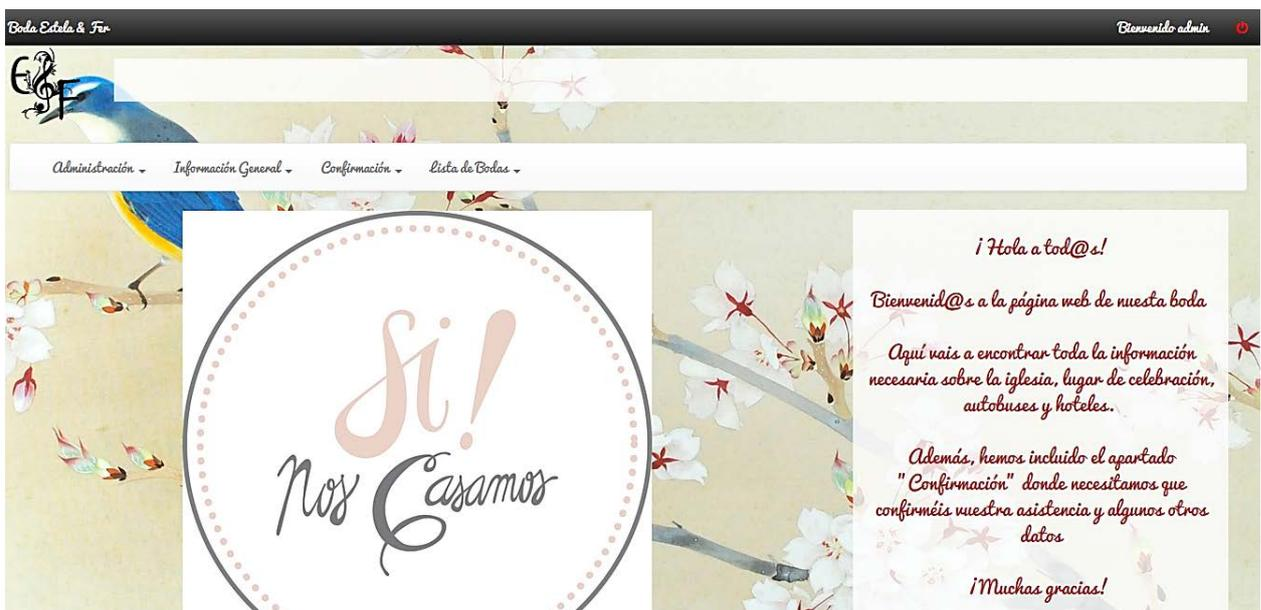 Boda Estela & Fer
Bienvenido admin
E & F
Administración
Información General
Confirmación
Lista de Bodas
Si!
Nos Casamos
¡Hola a tod@s!
Bienvenid@s a la página web de nuesta boda
Aquí vais a encontrar toda la información
necesaria sobre la iglesia, lugar de celebración,
autobuses y hoteles.
Además, hemos incluido el apartado
"Confirmación" donde necesitamos que
confirméis vuestra asistencia y algunos otros
datos
¡Muchas gracias!